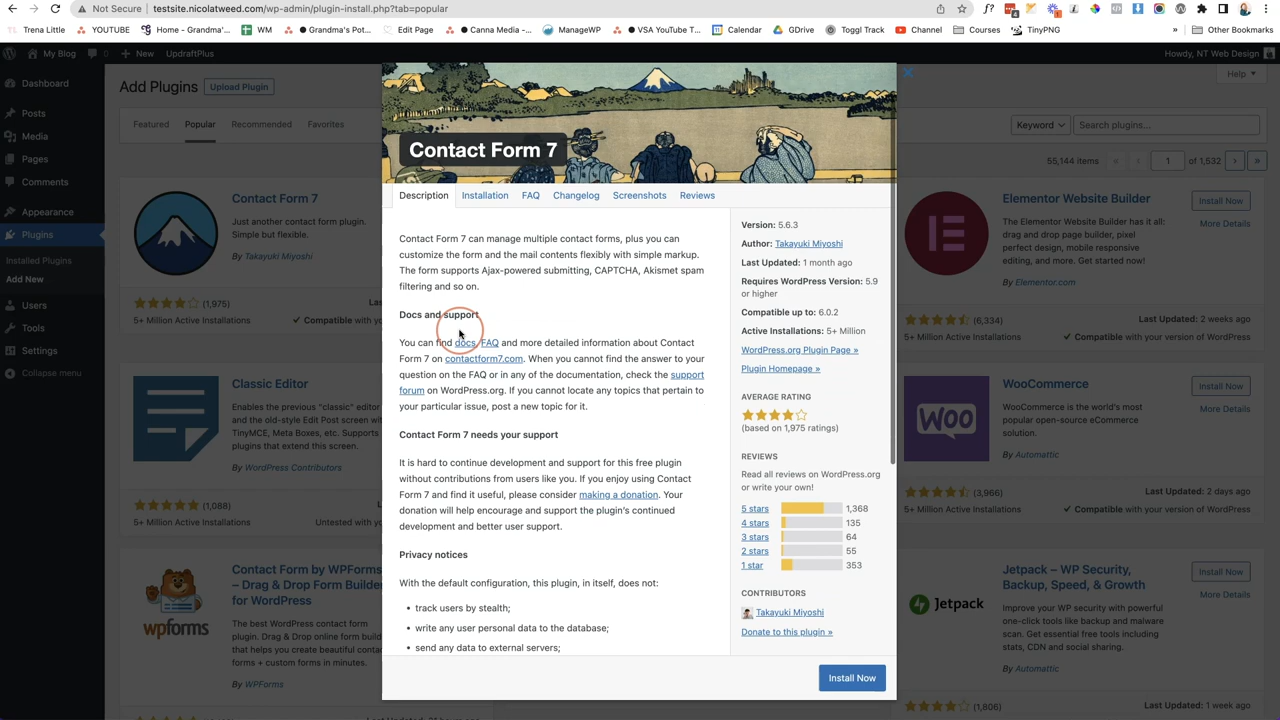 Not Secure | testsite.nicolatweed.com/wp-admin/plugin-install.php?tab=popular
Trena Little
YOUTUBE
Home - Grandma'...
WM
Grandma's Pot...
Edit Page
Canna Media -...
ManageWP
VSA YouTube T...
Calendar
GDrive
Toggl Track
Channel
Courses
TinyPNG
»
Other Bookmarks
My Blog
0
+ New
UpdraftPlus
Howdy, NT Web Design
Dashboard
Posts
Media
Pages
Comments
Appearance
Plugins
Installed Plugins
Add New
Users
Tools
Settings
Collapse menu
Add Plugins
Upload Plugin
Help
Featured
Popular
Recommended
Favorites
Keyword
Search plugins...
55,144 items
«
‹
1
of 1,532
›
»
Contact Form 7
Just another contact form plugin.
Simple but flexible.
By Takayuki Miyoshi
(1,975)
5+ Million Active Installations
Compatible
Classic Editor
Enables the previous "classic" editor
and the old-style Edit Post screen with
TinyMCE, Meta Boxes, etc. Supports
plugins that extend this screen.
By WordPress Contributors
(1,088)
5+ Million Active Installations
Untested with
wpforms
Contact Form by WPForms
– Drag & Drop Form Builder
for WordPress
The best WordPress contact form
plugin. Drag & Drop online form builder
that helps you create beautiful contact
forms + custom forms in minutes.
By WPForms
Contact Form 7
Description
Installation
FAQ
Changelog
Screenshots
Reviews
Contact Form 7 can manage multiple contact forms, plus you can
customize the form and the mail contents flexibly with simple markup.
The form supports Ajax-powered submitting, CAPTCHA, Akismet spam
filtering and so on.
Docs and support
You can find docs, FAQ and more detailed information about Contact
Form 7 on contactform7.com. When you cannot find the answer to your
question on the FAQ or in any of the documentation, check the support
forum on WordPress.org. If you cannot locate any topics that pertain to
your particular issue, post a new topic for it.
Contact Form 7 needs your support
It is hard to continue development and support for this free plugin
without contributions from users like you. If you enjoy using Contact
Form 7 and find it useful, please consider making a donation. Your
donation will help encourage and support the plugin's continued
development and better user support.
Privacy notices
With the default configuration, this plugin, in itself, does not:
• track users by stealth;
• write any user personal data to the database;
• send any data to external servers;
Version: 5.6.3
Author: Takayuki Miyoshi
Last Updated: 1 month ago
Requires WordPress Version: 5.9
or higher
Compatible up to: 6.0.2
Active Installations: 5+ Million
WordPress.org Plugin Page »
Plugin Homepage »
AVERAGE RATING
(based on 1,975 ratings)
REVIEWS
Read all reviews on WordPress.org
or write your own!
5 stars 1,368
4 stars 135
3 stars 64
2 stars 55
1 star 353
CONTRIBUTORS
Takayuki Miyoshi
Donate to this plugin »
Install Now
Elementor Website Builder
Install Now
More Details
The Elementor Website Builder has it all:
drag and drop page builder, pixel
perfect design, mobile responsive
editing, and more. Get started now!
By Elementor.com
(6,334)
Last Updated: 2 weeks ago
5+ Million Active Installations
Compatible with your version of WordPress
WOO
WooCommerce
Install Now
More Details
WooCommerce is the world's most
popular open-source eCommerce
solution.
By Automattic
(3,966)
Last Updated: 2 days ago
5+ Million Active Installations
Compatible with your version of WordPress
Jetpack
Jetpack – WP Security,
Backup, Speed, & Growth
Install Now
More Details
Improve your WP security with powerful
one-click tools like backup and malware
scan. Get essential free tools including
stats, CDN and social sharing.
By Automattic
(1,806)
Last Updated: 1 week ago